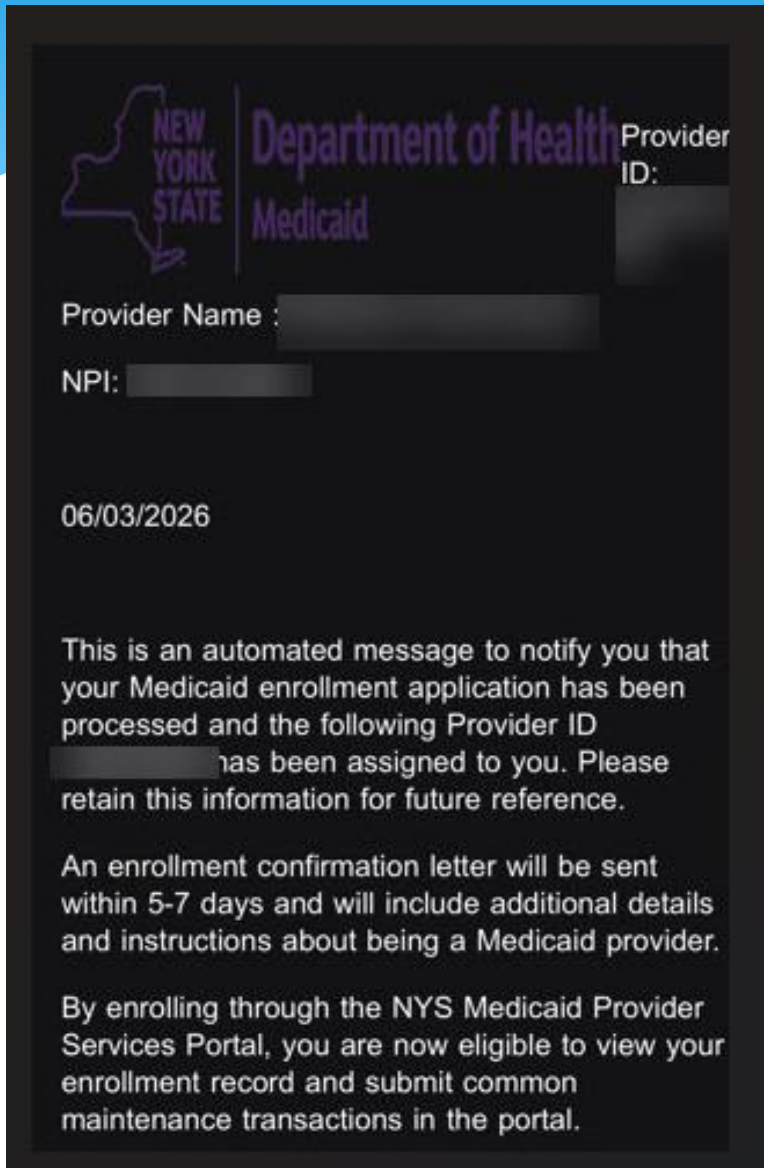 NEW
YORK
STATE
Department of Health
Medicaid
Provider
ID:
Provider Name :
NPI:
06/03/2026
This is an automated message to notify you that
your Medicaid enrollment application has been
processed and the following Provider ID
has been assigned to you. Please
retain this information for future reference.
An enrollment confirmation letter will be sent
within 5-7 days and will include additional details
and instructions about being a Medicaid provider.
By enrolling through the NYS Medicaid Provider
Services Portal, you are now eligible to view your
enrollment record and submit common
maintenance transactions in the portal.